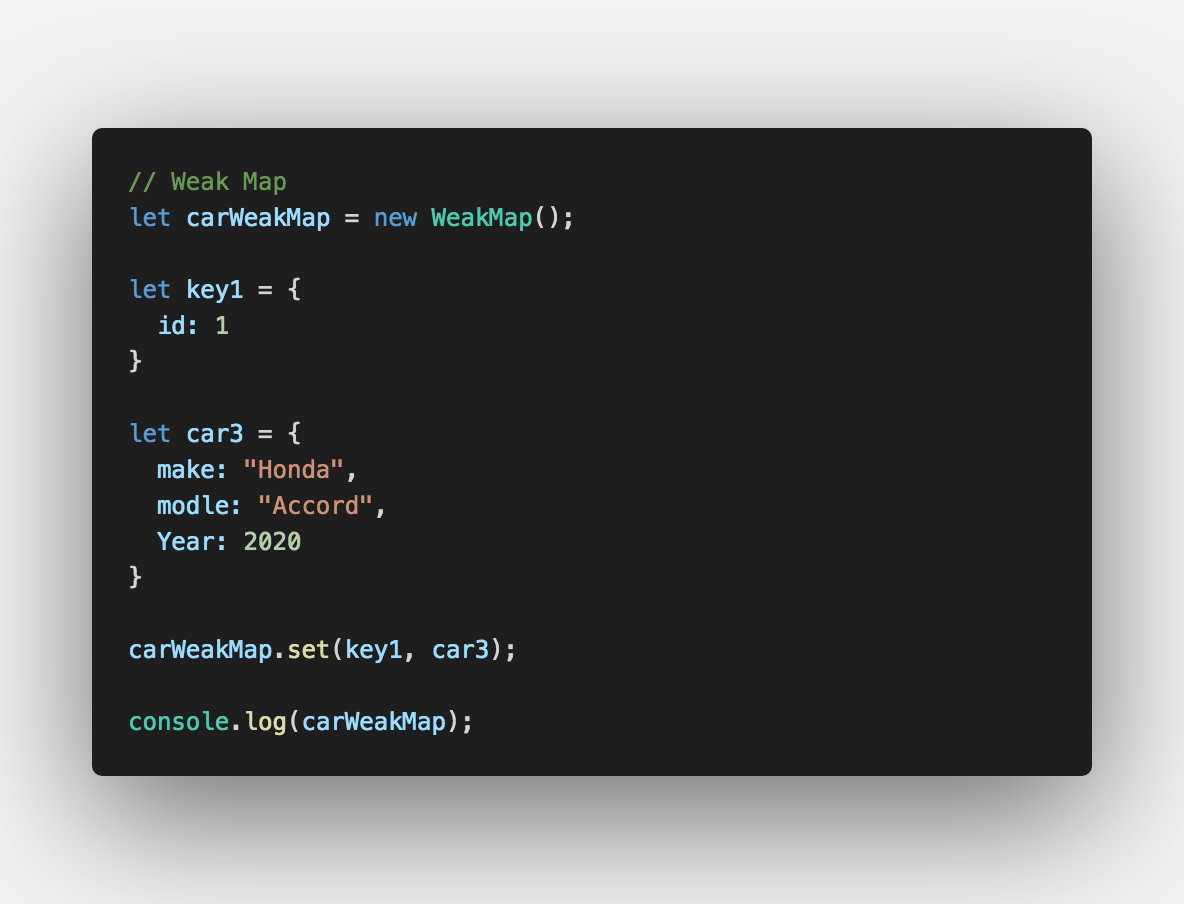 // Weak Map
let carWeakMap = new WeakMap();
let key1 = {
  id: 1
}
let car3 = {
  make: "Honda",
  modle: "Accord",
  Year: 2020
}
carWeakMap.set(key1, car3);
console.log(carWeakMap);